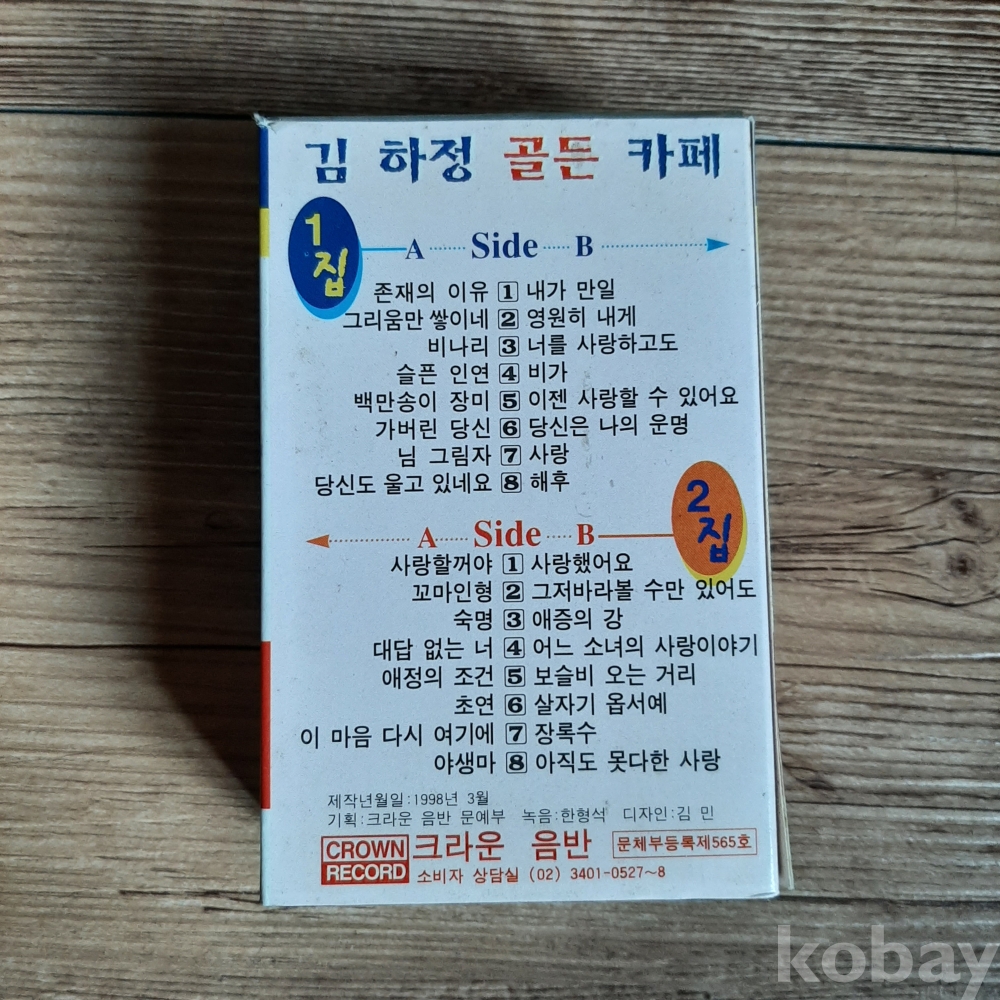 김 하정 골든 카페
1집
A Side B
존재의 이유 1 내가 만일
그리움만 쌓이네 2 영원히 내게
비나리 3 너를 사랑하고도
슬픈 인연 4 비가
백만송이 장미 5 이젠 사랑할 수 있어요
가버린 당신 6 당신은 나의 운명
님 그림자 7 사랑
당신도 울고 있네요 8 해후
2집
A Side B
사랑할꺼야 1 사랑했어요
꼬마인형 2 그저바라볼 수만 있어도
숙명 3 애증의 강
대답 없는 너 4 어느 소녀의 사랑이야기
애정의 조건 5 보슬비 오는 거리
초연 6 살자기 옵서예
이 마음 다시 여기에 7 장록수
야생마 8 아직도 못다한 사랑
제작년월일:1998년 3월
기획:크라운 음반 문예부 녹음:한형석 디자인:김 민
CROWN RECORD 크라운 음반 문체부등록제565호
소비자 상담실 (02) 3401-0527~8
kobay